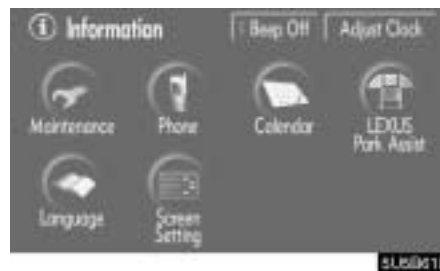 i Information
Beep Off
Adjust Clock
Maintenance
Phone
Calendar
LEXUS
Park Assist
Language
Screen
Setting